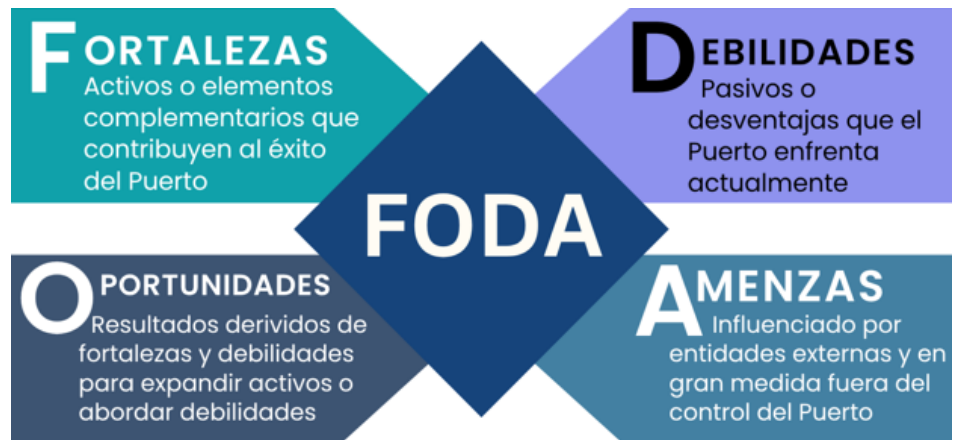 FORTALEZAS
Activos o elementos
complementarios que
contribuyen al éxito
del Puerto
DEBILIDADES
Pasivos o
desventajas que el
Puerto enfrenta
actualmente
FODA
OPORTUNIDADES
Resultados derividos de
fortalezas y debilidades
para expandir activos o
abordar debilidades
AMENZAS
Influenciado por
entidades externas y en
gran medida fuera del
control del Puerto